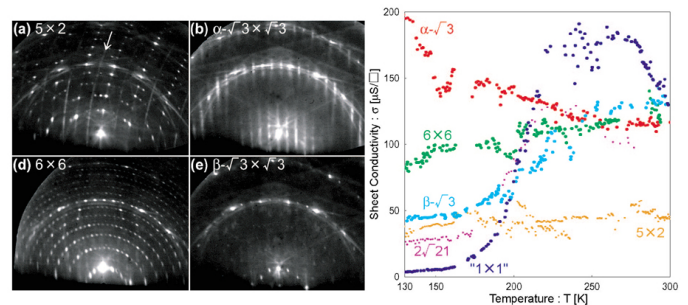 (a) 5×2
(b) α-√3×√3
(d) 6×6
(e) β-√3×√3
Sheet Conductivity : σ [μS/□]
200
150
100
50
0
α-√3
6×6
β-√3
2√21
"1×1"
5×2
130 150 200 250 300
Temperature : T [K]